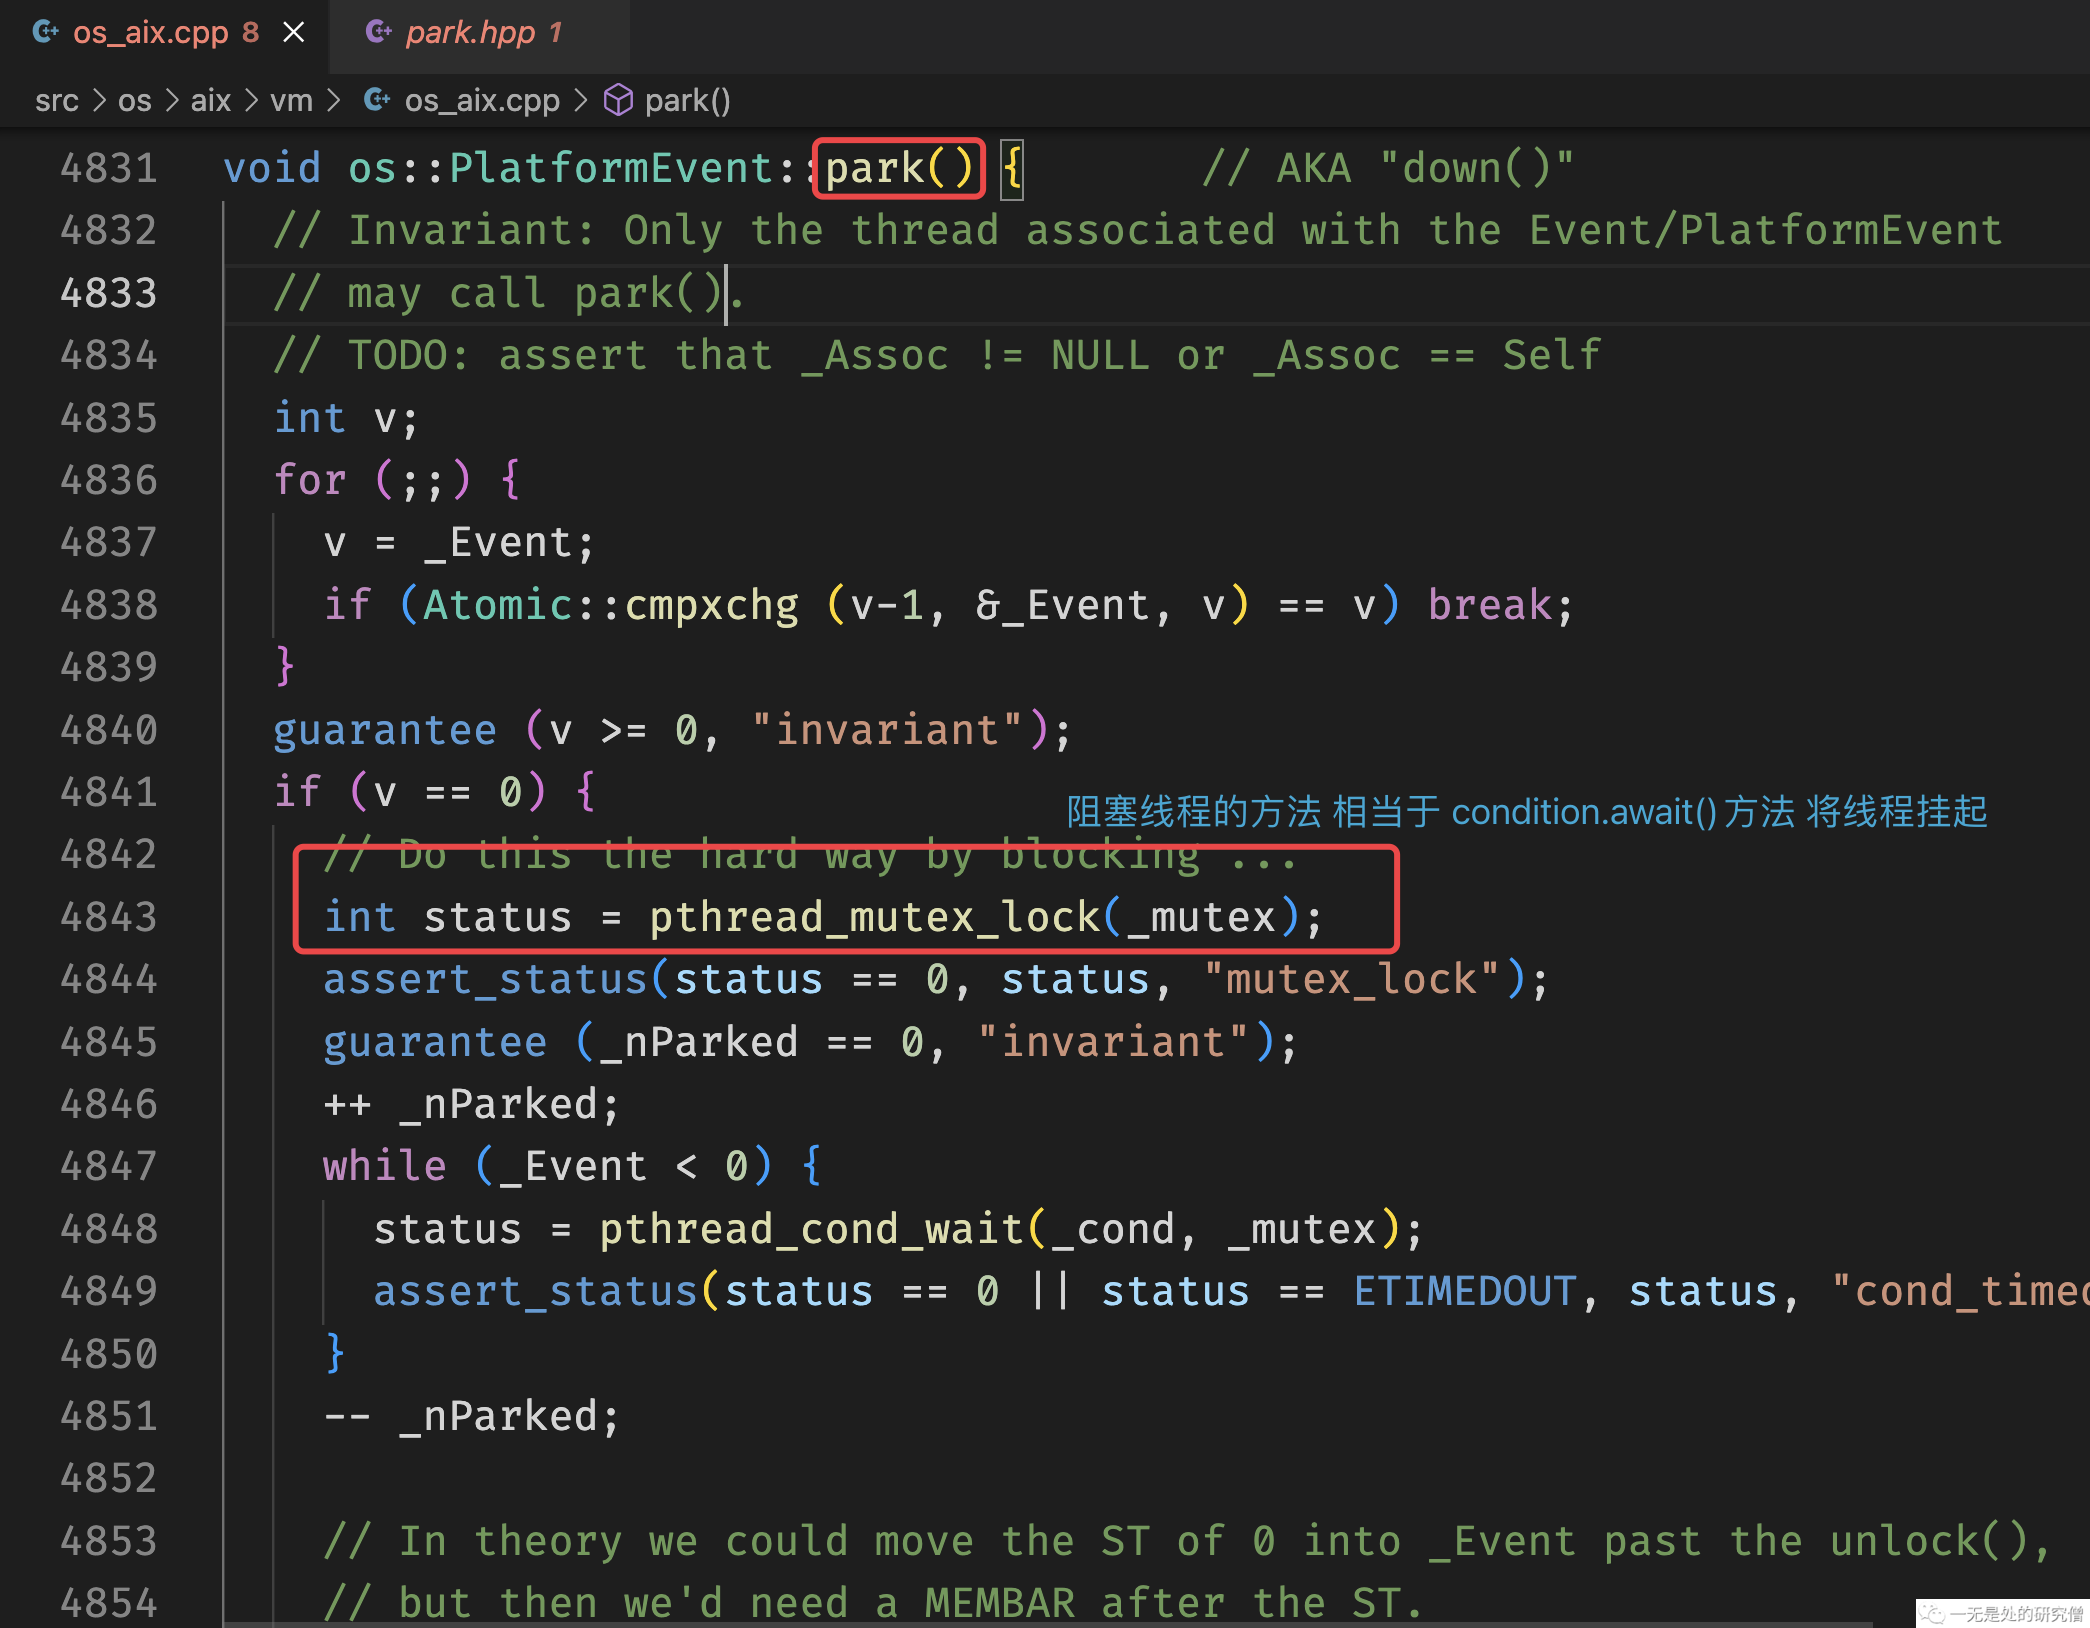 os_aix.cpp 8
park.hpp 1
src > os > aix > vm > os_aix.cpp > park()
4831 void os::PlatformEvent::park() { // AKA "down()"
4832 // Invariant: Only the thread associated with the Event/PlatformEvent
4833 // may call park().
4834 // TODO: assert that _Assoc != NULL or _Assoc == Self
4835 int v;
4836 for (;;) {
4837 v = _Event;
4838 if (Atomic::cmpxchg (v-1, &_Event, v) == v) break;
4839 }
4840 guarantee (v >= 0, "invariant");
4841 if (v == 0) {
阻塞线程的方法 相当于 condition.await() 方法 将线程挂起
4842 // Do this the hard way by blocking ...
4843 int status = pthread_mutex_lock(_mutex);
4844 assert_status(status == 0, status, "mutex_lock");
4845 guarantee (_nParked == 0, "invariant");
4846 ++ _nParked;
4847 while (_Event < 0) {
4848 status = pthread_cond_wait(_cond, _mutex);
4849 assert_status(status == 0 || status == ETIMEDOUT, status, "cond_timed
4850 }
4851 -- _nParked;
4852
4853 // In theory we could move the ST of 0 into _Event past the unlock(),
4854 // but then we'd need a MEMBAR after the ST.
一无是处的研究僧